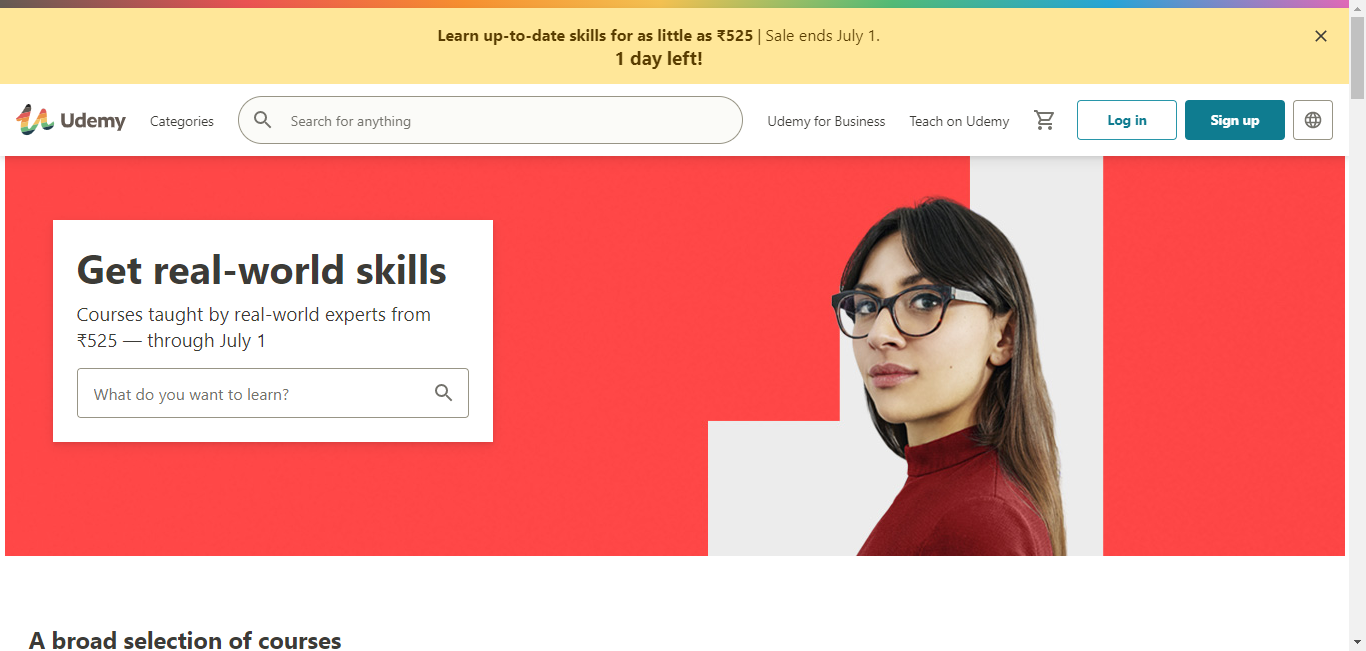 Learn up-to-date skills for as little as ₹525 | Sale ends July 1.
1 day left!
Udemy
Categories
Search for anything
Udemy for Business
Teach on Udemy
Log in
Sign up
Get real-world skills
Courses taught by real-world experts from
₹525 — through July 1
What do you want to learn?
A broad selection of courses